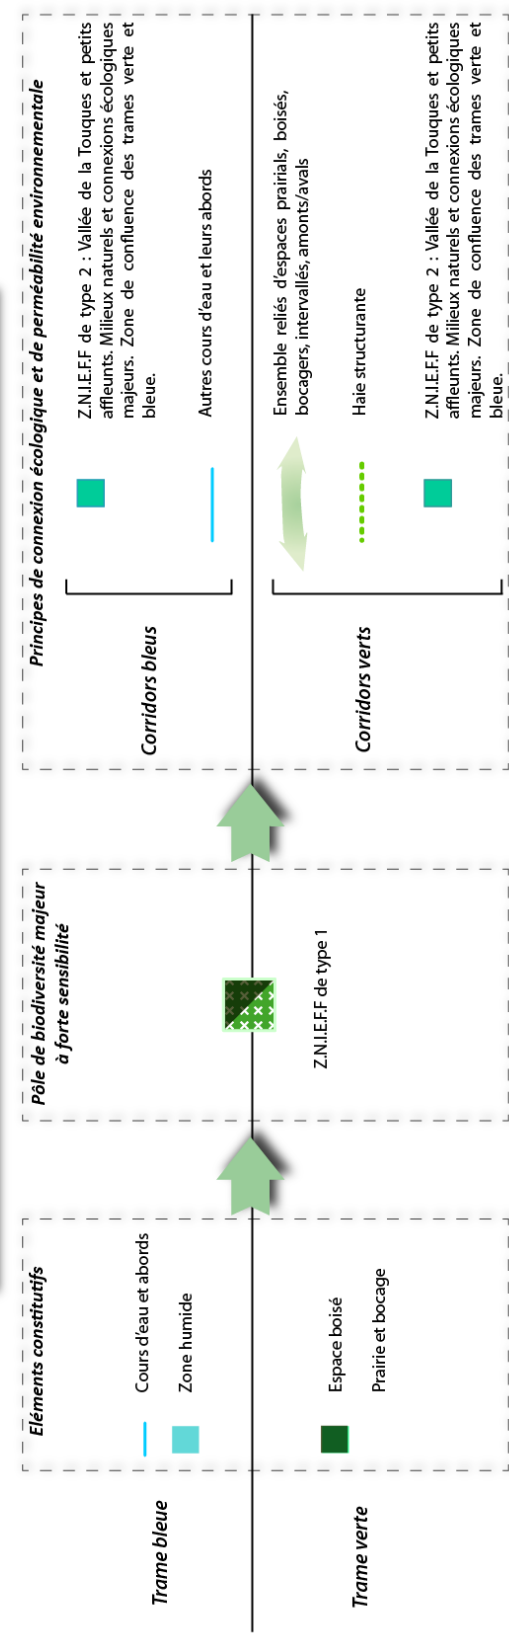 Eléments constitutifs
Pôle de biodiversité majeur
à forte sensibilité
Principes de connexion écologique et de perméabilité environnementale
Trame bleue
Cours d'eau et abords
Zone humide
Corridors bleus
Z.N.I.E.F.F de type 2 : Vallée de la Touques et petits
affleunts. Milieux naturels et connexions écologiques
majeurs. Zone de confluence des trames verte et
bleue.
Autres cours d'eau et leurs abords
Trame verte
Espace boisé
Prairie et bocage
Z.N.I.E.F.F de type 1
Corridors verts
Ensemble reliés d'espaces prairials, boisés,
bocagers, intervallés, amonts/avals
Haie structurante
Z.N.I.E.F.F de type 2 : Vallée de la Touques et petits
affleunts. Milieux naturels et connexions écologiques
majeurs. Zone de confluence des trames verte et
bleue.